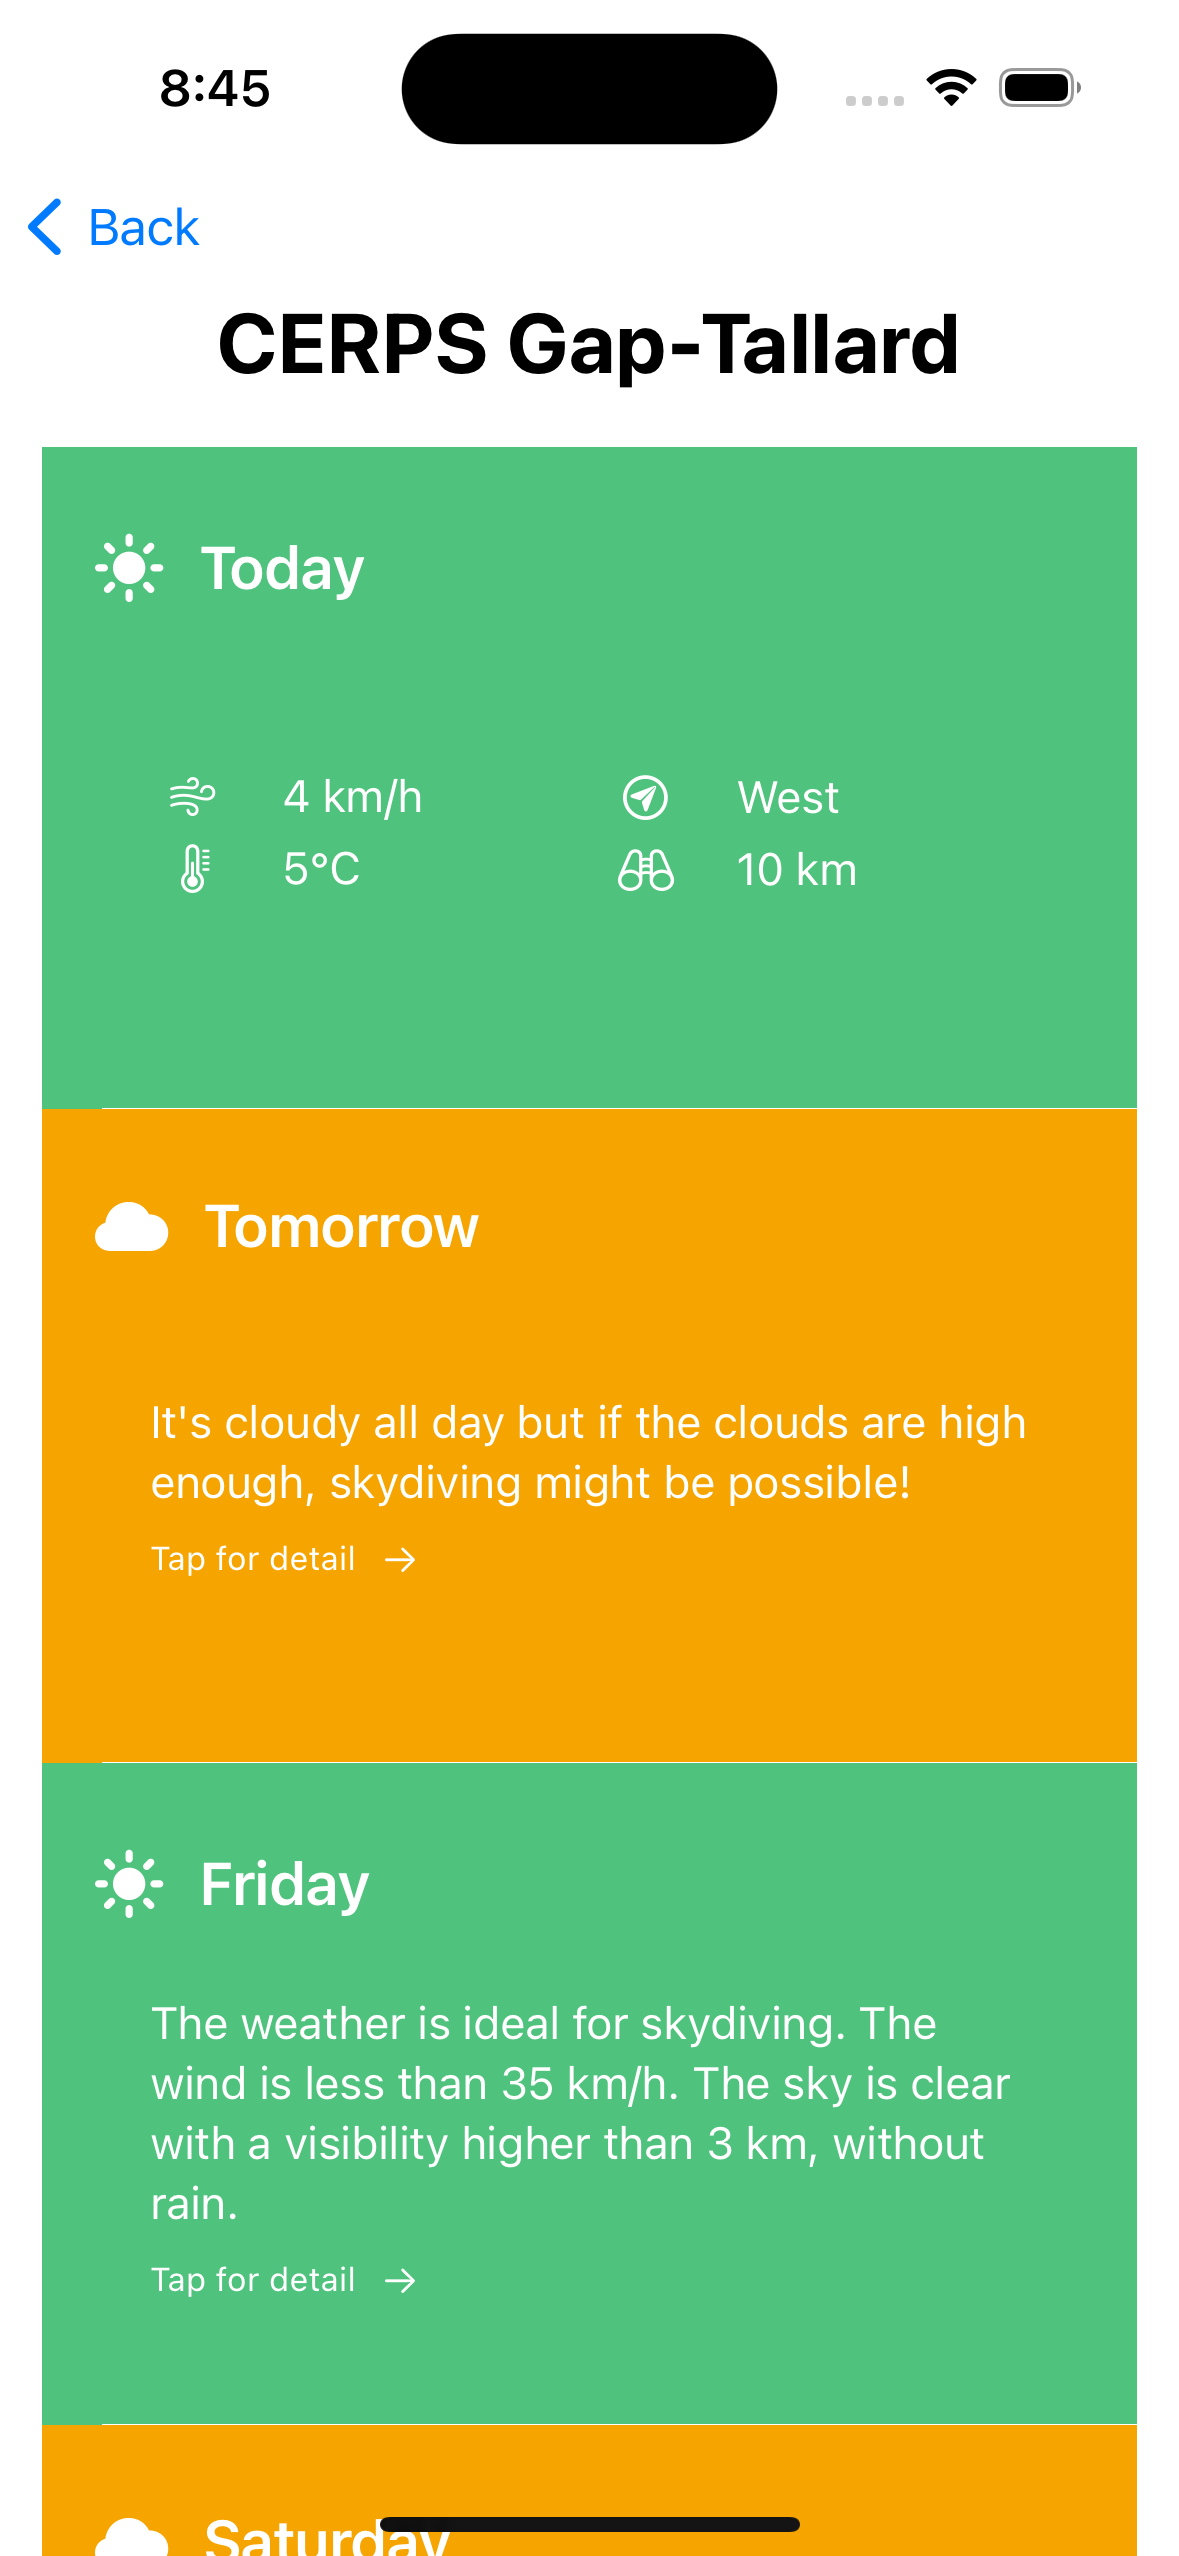 8:45
Back
CERPS Gap-Tallard
Today
4 km/h
West
5°C
10 km
Tomorrow
It's cloudy all day but if the clouds are high
enough, skydiving might be possible!
Tap for detail
Friday
The weather is ideal for skydiving. The
wind is less than 35 km/h. The sky is clear
with a visibility higher than 3 km, without
rain.
Tap for detail
Saturday